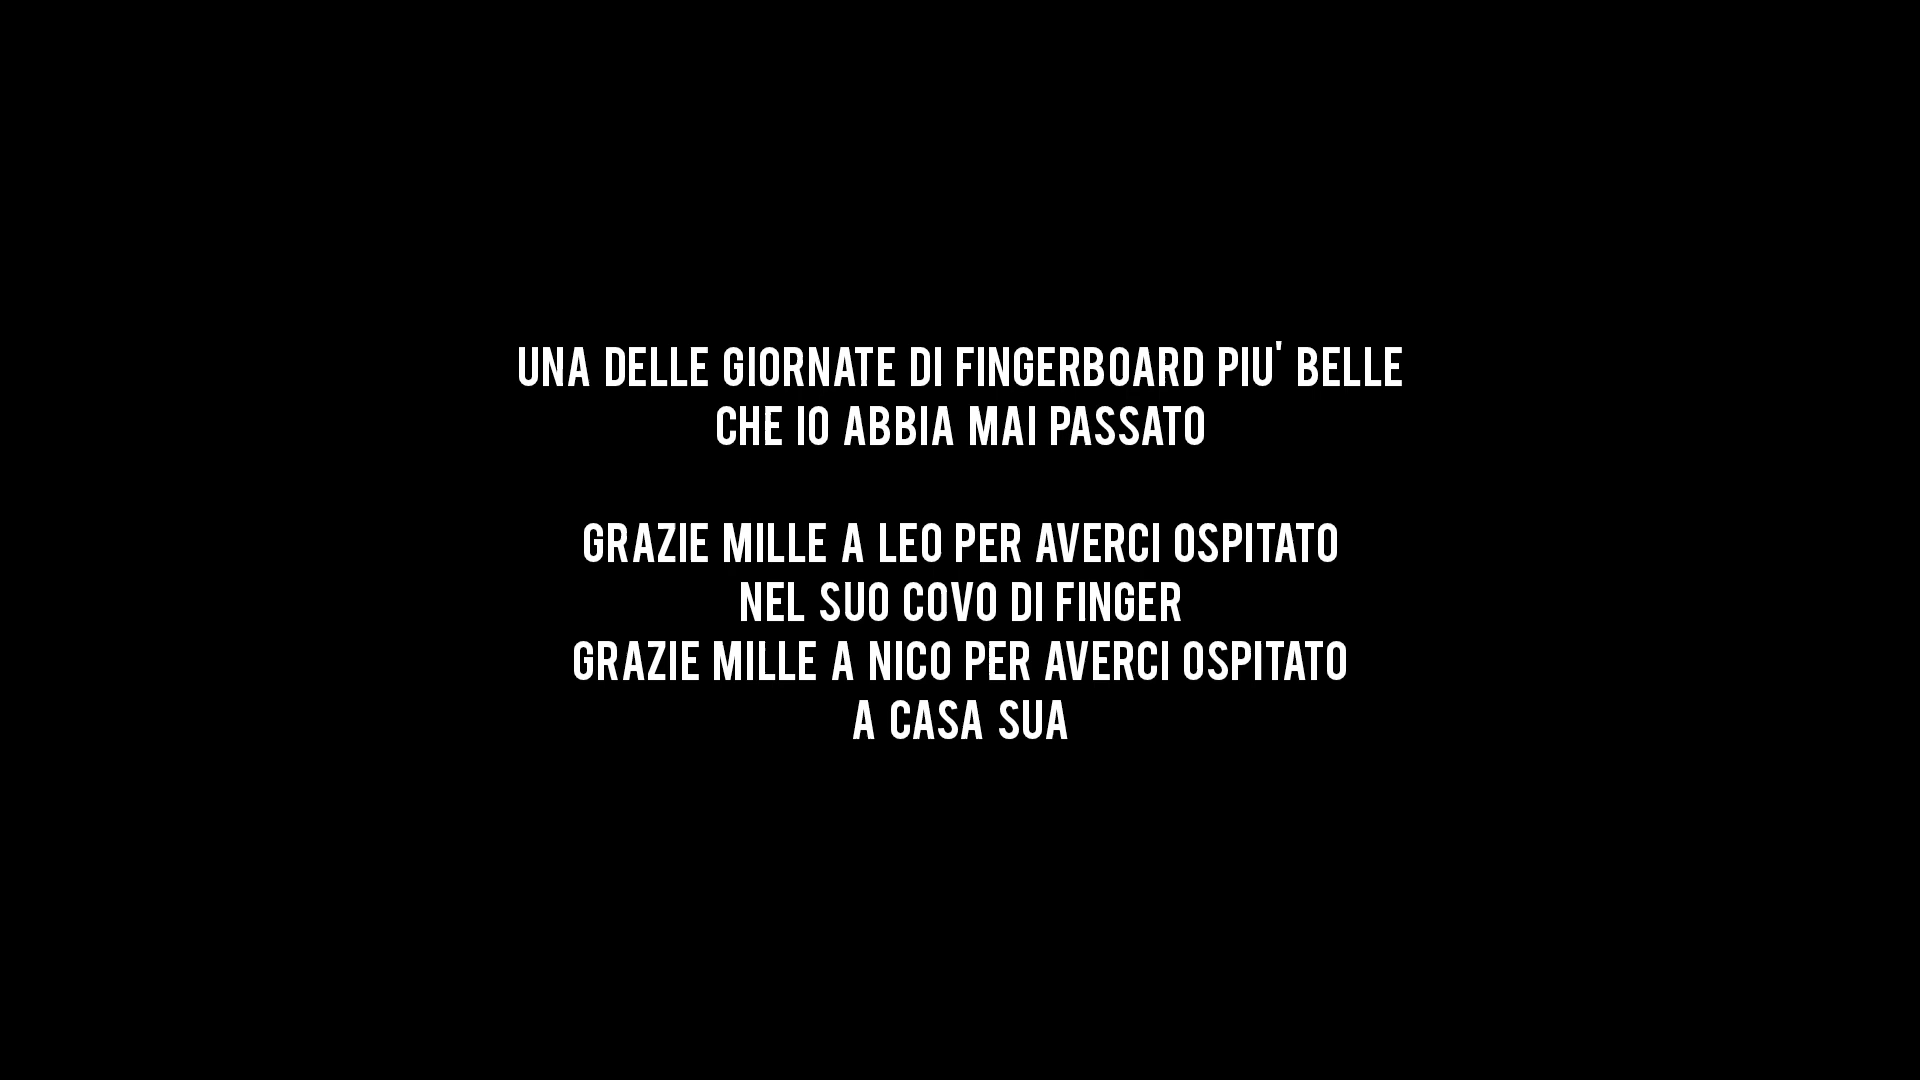 UNA DELLE GIORNATE DI FINGERBOARD PIU' BELLE
CHE IO ABBIA MAI PASSATO
GRAZIE MILLE A LEO PER AVERCI OSPITATO
NEL SUO COVO DI FINGER
GRAZIE MILLE A NICO PER AVERCI OSPITATO
A CASA SUA